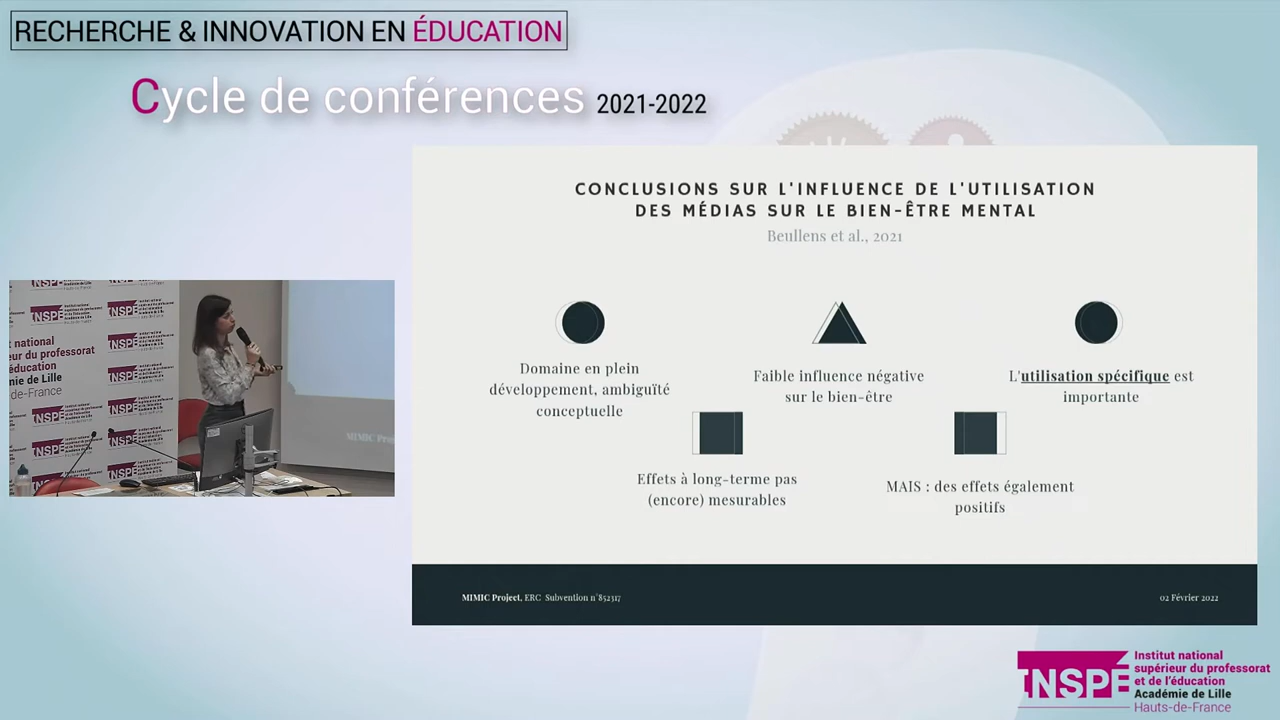 RECHERCHE & INNOVATION EN ÉDUCATION
Cycle de conférences 2021-2022
CONCLUSIONS SUR L'INFLUENCE DE L'UTILISATION
DES MÉDIAS SUR LE BIEN-ÊTRE MENTAL
Beullens et al., 2021
Domaine en plein
développement, ambiguïté
conceptuelle
Faible influence négative
sur le bien-être
L'utilisation spécifique est
importante
Effets à long-terme pas
(encore) mesurables
MAIS : des effets également
positifs
MIMIC Project, ERC Subvention n°852317
02 Février 2022
INSPÉ
Institut national
supérieur du professorat
et de l'éducation
Académie de Lille
Hauts-de-France